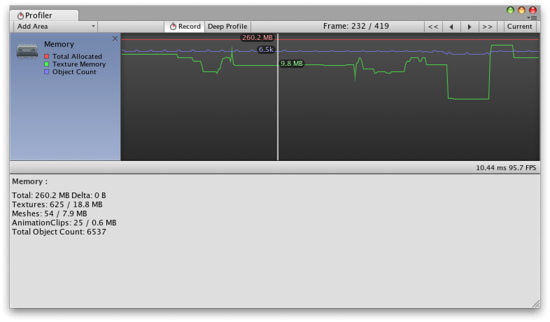 Profiler
Add Area
Record
Deep Profile
Frame: 232 / 419
<<
>>
Current
Memory
Total Allocated
Texture Memory
Object Count
260.2 MB
6.5k
9.8 MB
10.44 ms 95.7 FPS
Memory :
Total: 260.2 MB Delta: 0 B
Textures: 625 / 18.8 MB
Meshes: 54 / 7.9 MB
AnimationClips: 25 / 0.6 MB
Total Object Count: 6537